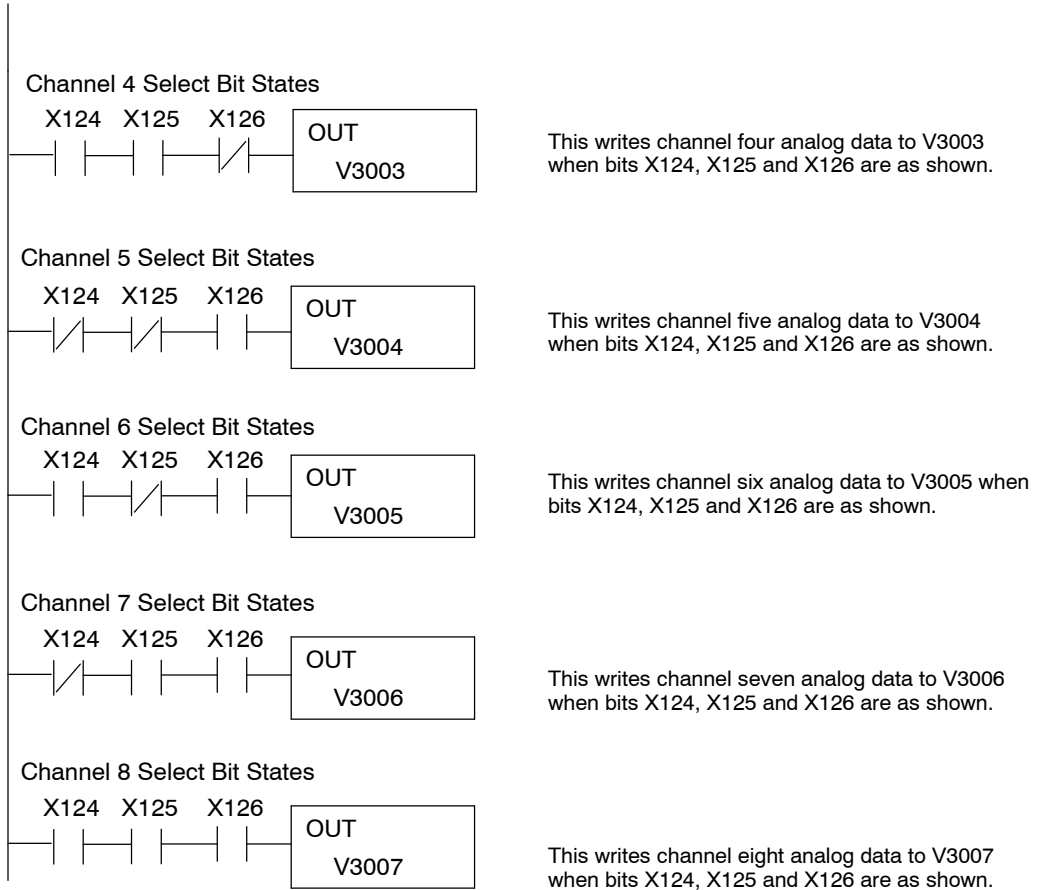 Channel 4 Select Bit States
X124 X125 X126
OUT
V3003
This writes channel four analog data to V3003
when bits X124, X125 and X126 are as shown.
Channel 5 Select Bit States
X124 X125 X126
OUT
V3004
This writes channel five analog data to V3004
when bits X124, X125 and X126 are as shown.
Channel 6 Select Bit States
X124 X125 X126
OUT
V3005
This writes channel six analog data to V3005 when
bits X124, X125 and X126 are as shown.
Channel 7 Select Bit States
X124 X125 X126
OUT
V3006
This writes channel seven analog data to V3006
when bits X124, X125 and X126 are as shown.
Channel 8 Select Bit States
X124 X125 X126
OUT
V3007
This writes channel eight analog data to V3007
when bits X124, X125 and X126 are as shown.